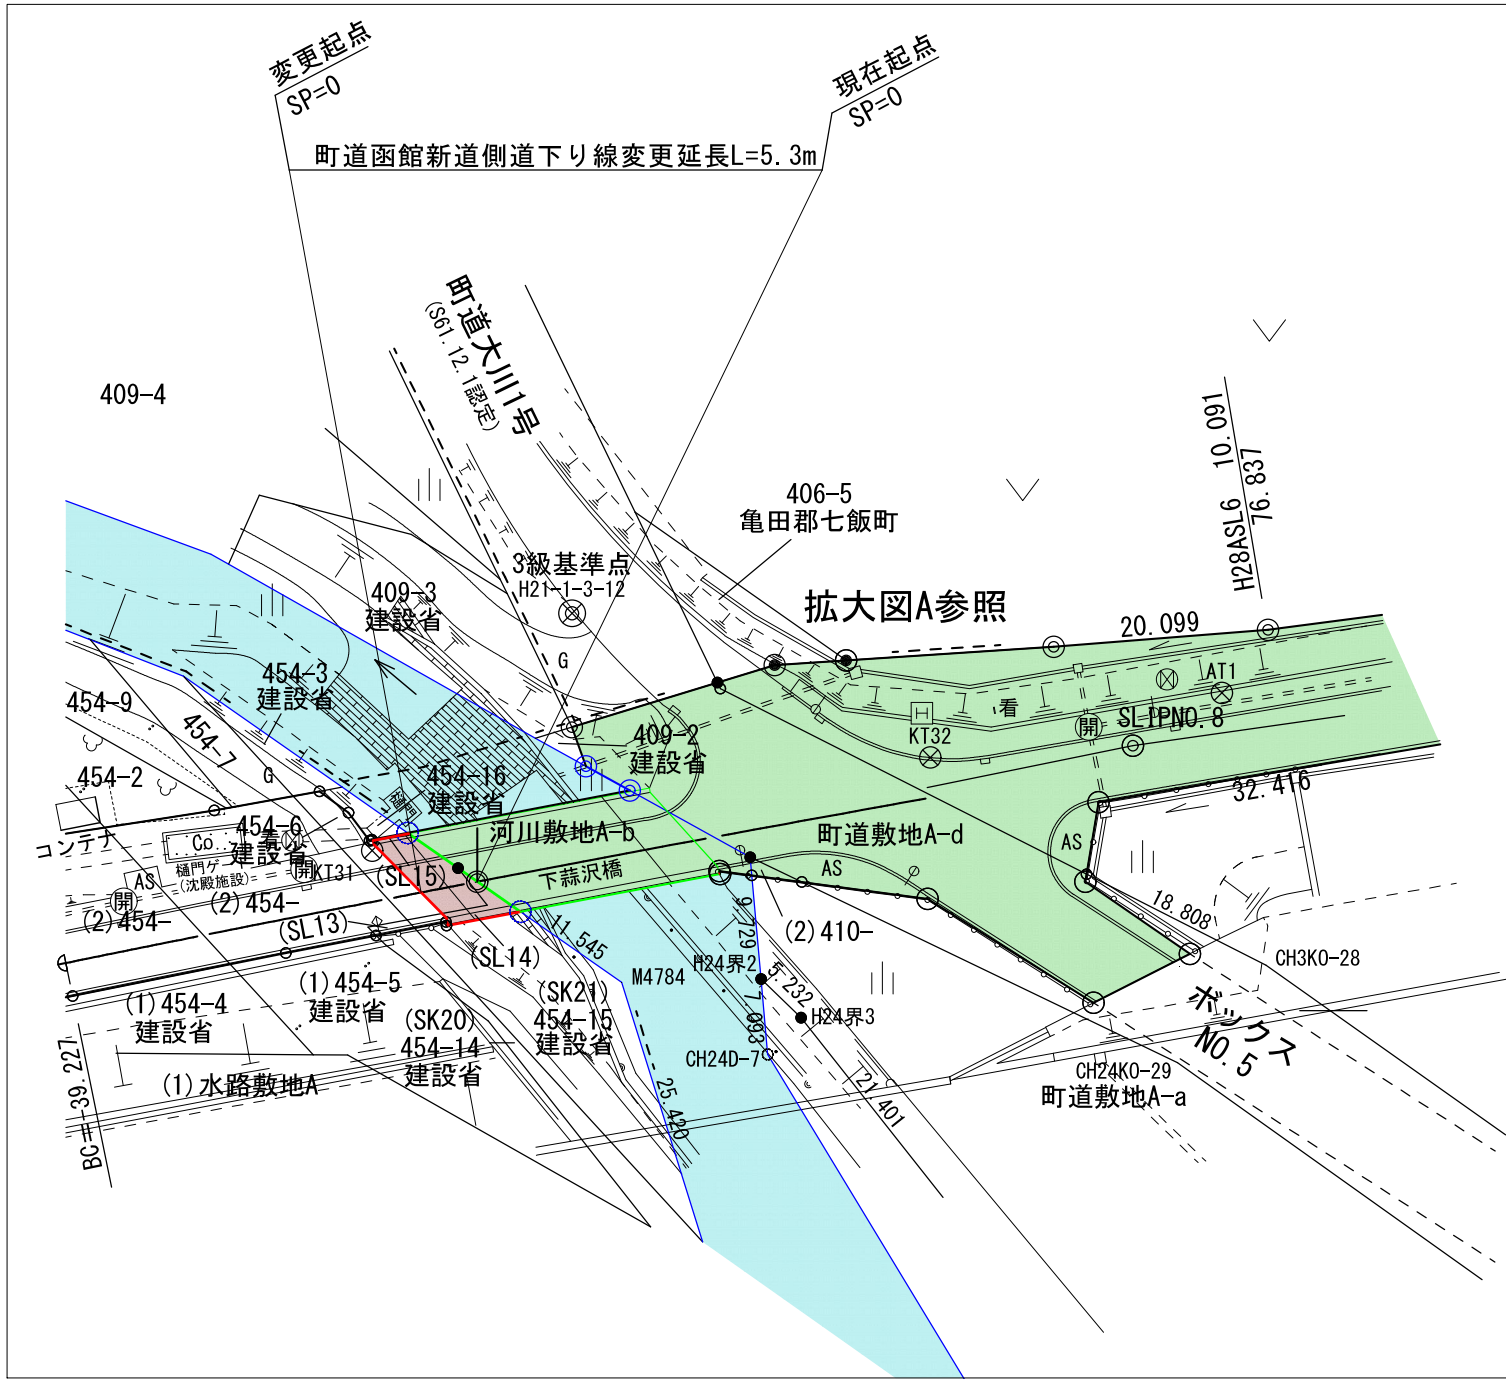 変更起点
SP=0
現在起点
SP=0
町道函館新道側道下り線変更延長L=5.3m
町道大川1号
(S61.12.1認定)
409-4
10.091
H28ASL6
76.837
406-5
亀田郡七飯町
3級基準点
H21-1-3-12
拡大図A参照
409-3
建設省
20.099
G
AT1
454-3
建設省
454-9
454-7
看
SLIPNO.8
開
KT32
409-2
建設省
454-2
G
454-16
建設省
樋門
32.416
コンテナ
Co
454-6
建設省
看
河川敷地A-b
町道敷地A-d
AS
樋門ゲ
(沈殿施設)
開
KT31
(SL15)
下蒜沢橋
AS
AS
開
(2)454-
(2)454-
(SL13)
11.545
9.729
(2)410-
18.808
(SL14)
M4784
H24界2
5.232
CH3KO-28
(1)454-4
建設省
(1)454-5
建設省
(SK21)
454-15
建設省
7.093
H24界3
ボックス
NO.5
(SK20)
454-14
建設省
CH24D-7
BC=-39.227
(1)水路敷地A
25.420
21.401
CH24KO-29
町道敷地A-a